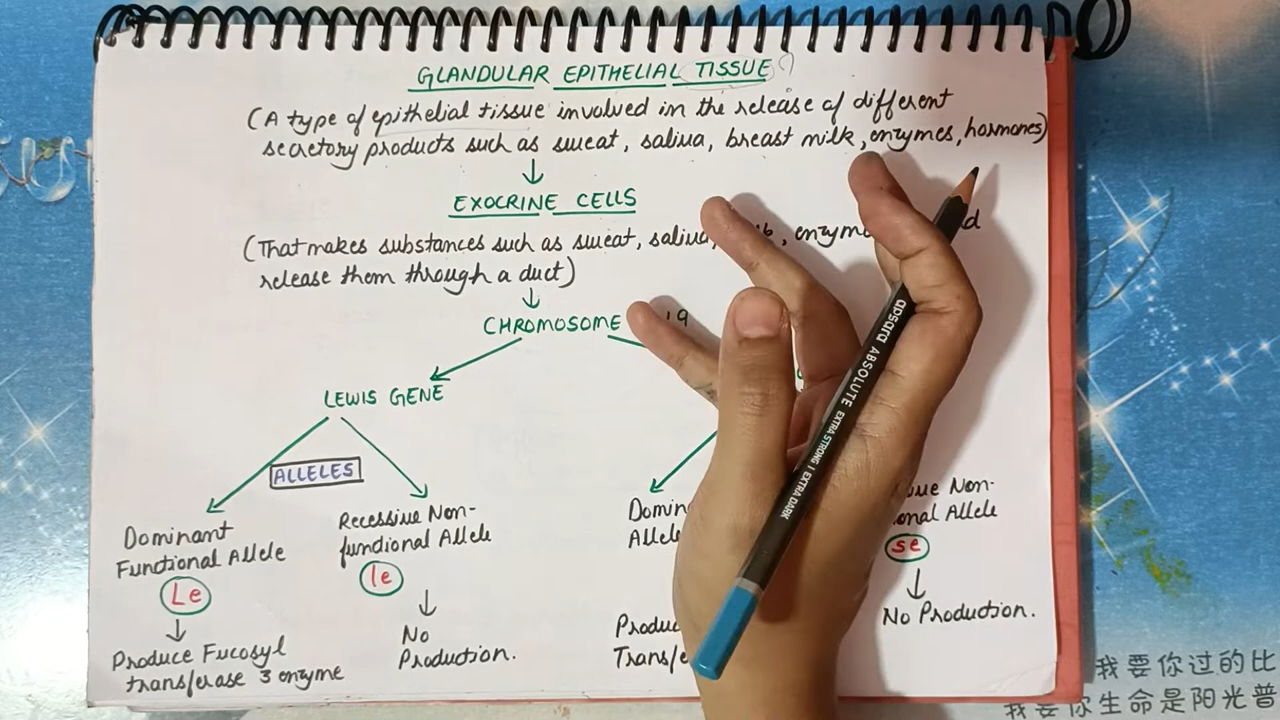 GLANDULAR EPITHELIAL TISSUE
(A type of epithelial tissue involved in the release of different
secretory products such as sweat, saliva, breast milk, enzymes, hormones)
EXOCRINE CELLS
(That makes substances such as sweat, saliva,
release them through a duct)
CHROMOSOME 19
LEWIS GENE
ALLELES
Dominant
Functional Allele
Le
Produce Fucosyl
transferase 3 enzyme
Recessive Non-
functional Allele
le
No
Production.
Non-
Allele
se
No Production.
apsara ABSOLUTE EXTRA STRONG | EXTRA DARK
我要你过的比
我要你生命是阳光普